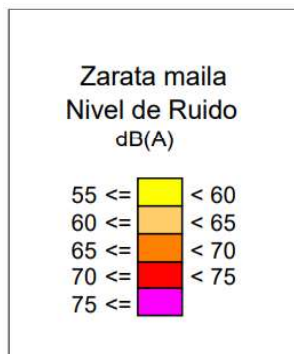 Zarata maila
Nivel de Ruido
dB(A)
55 <= < 60
60 <= < 65
65 <= < 70
70 <= < 75
75 <=